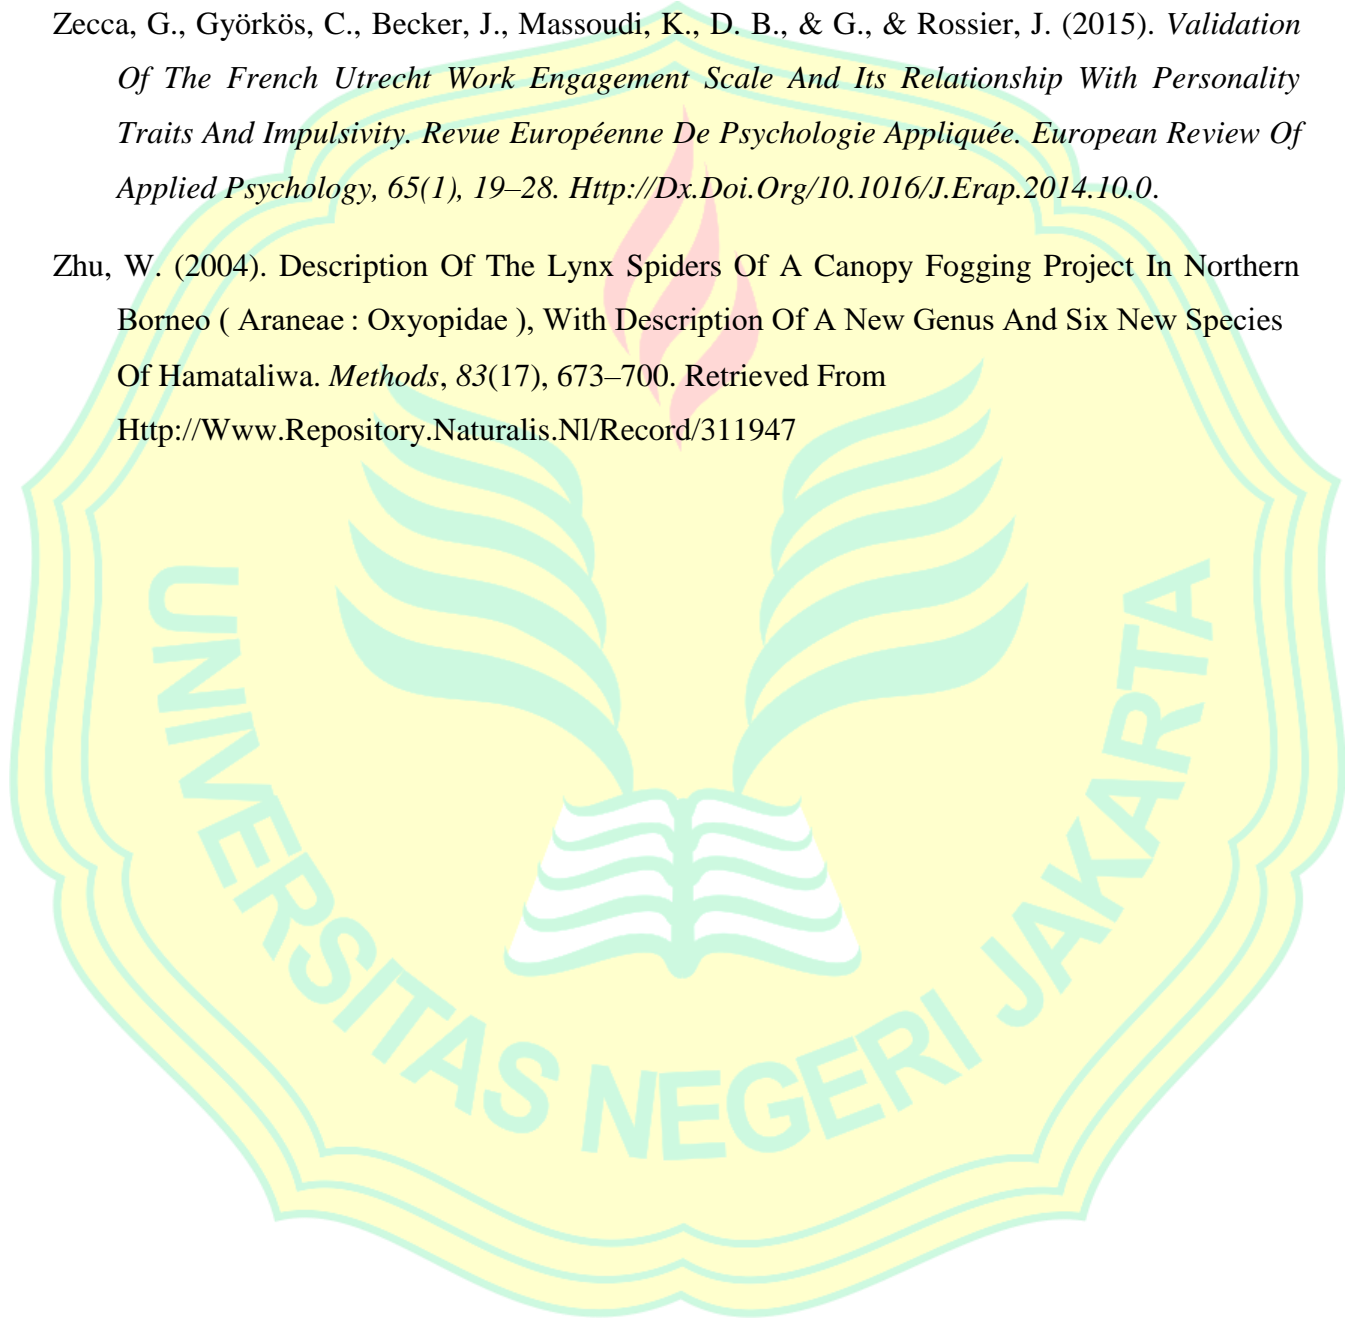 Zecca, G., Györkös, C., Becker, J., Massoudi, K., D. B., & G., & Rossier, J. (2015). Validation
Of The French Utrecht Work Engagement Scale And Its Relationship With Personality
Traits And Impulsivity. Revue Européenne De Psychologie Appliquée. European Review Of
Applied Psychology, 65(1), 19–28. Http://Dx.Doi.Org/10.1016/J.Erap.2014.10.0.
Zhu, W. (2004). Description Of The Lynx Spiders Of A Canopy Fogging Project In Northern
Borneo ( Araneae : Oxyopidae ), With Description Of A New Genus And Six New Species
Of Hamataliwa. Methods, 83(17), 673–700. Retrieved From
Http://Www.Repository.Naturalis.Nl/Record/311947
UNIVERSITAS NEGERI JAKARTA